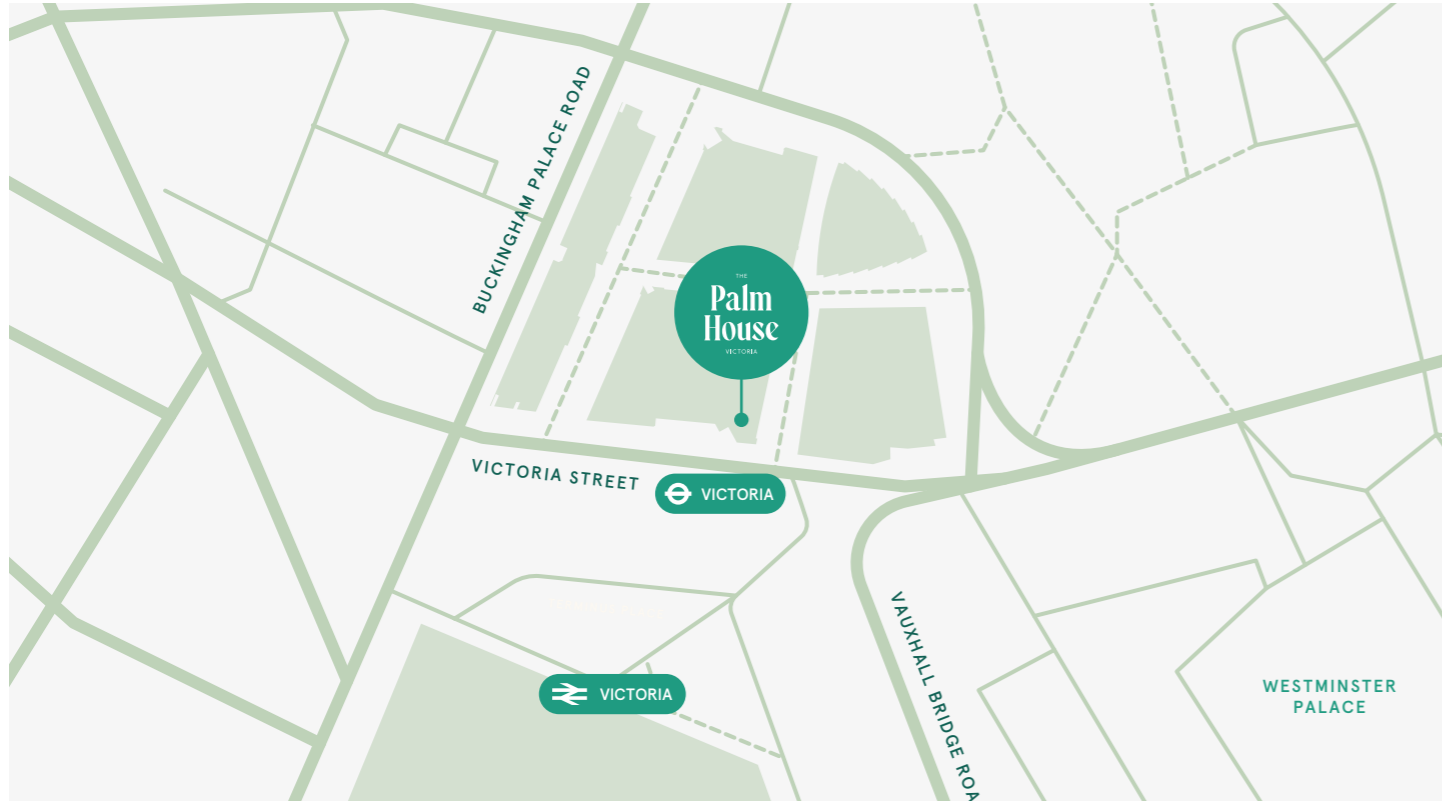 BUCKINGHAM PALACE ROAD
THE
Palm
House
VICTORIA
VICTORIA STREET
VICTORIA
VICTORIA
VAUXHALL BRIDGE ROA
WESTMINSTER
PALACE